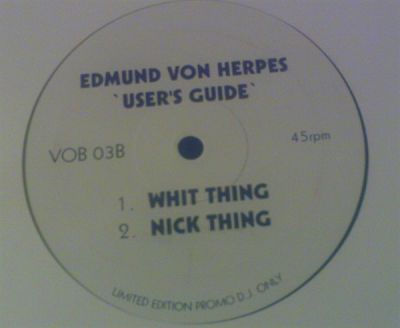 EDMUND VON HERPES
`USER'S GUIDE`
VOB 03B
45rpm
1. WHIT THING
2. NICK THING
LIMITED EDITION PROMO D.J. ONLY